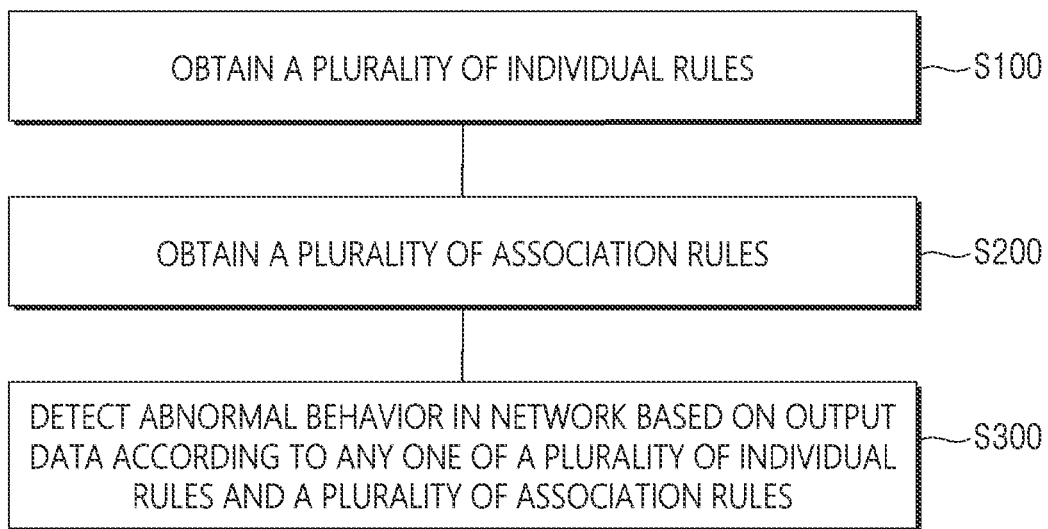 OBTAIN A PLURALITY OF INDIVIDUAL RULES
S100
OBTAIN A PLURALITY OF ASSOCIATION RULES
S200
DETECT ABNORMAL BEHAVIOR IN NETWORK BASED ON OUTPUT
DATA ACCORDING TO ANY ONE OF A PLURALITY OF INDIVIDUAL
RULES AND A PLURALITY OF ASSOCIATION RULES
S300